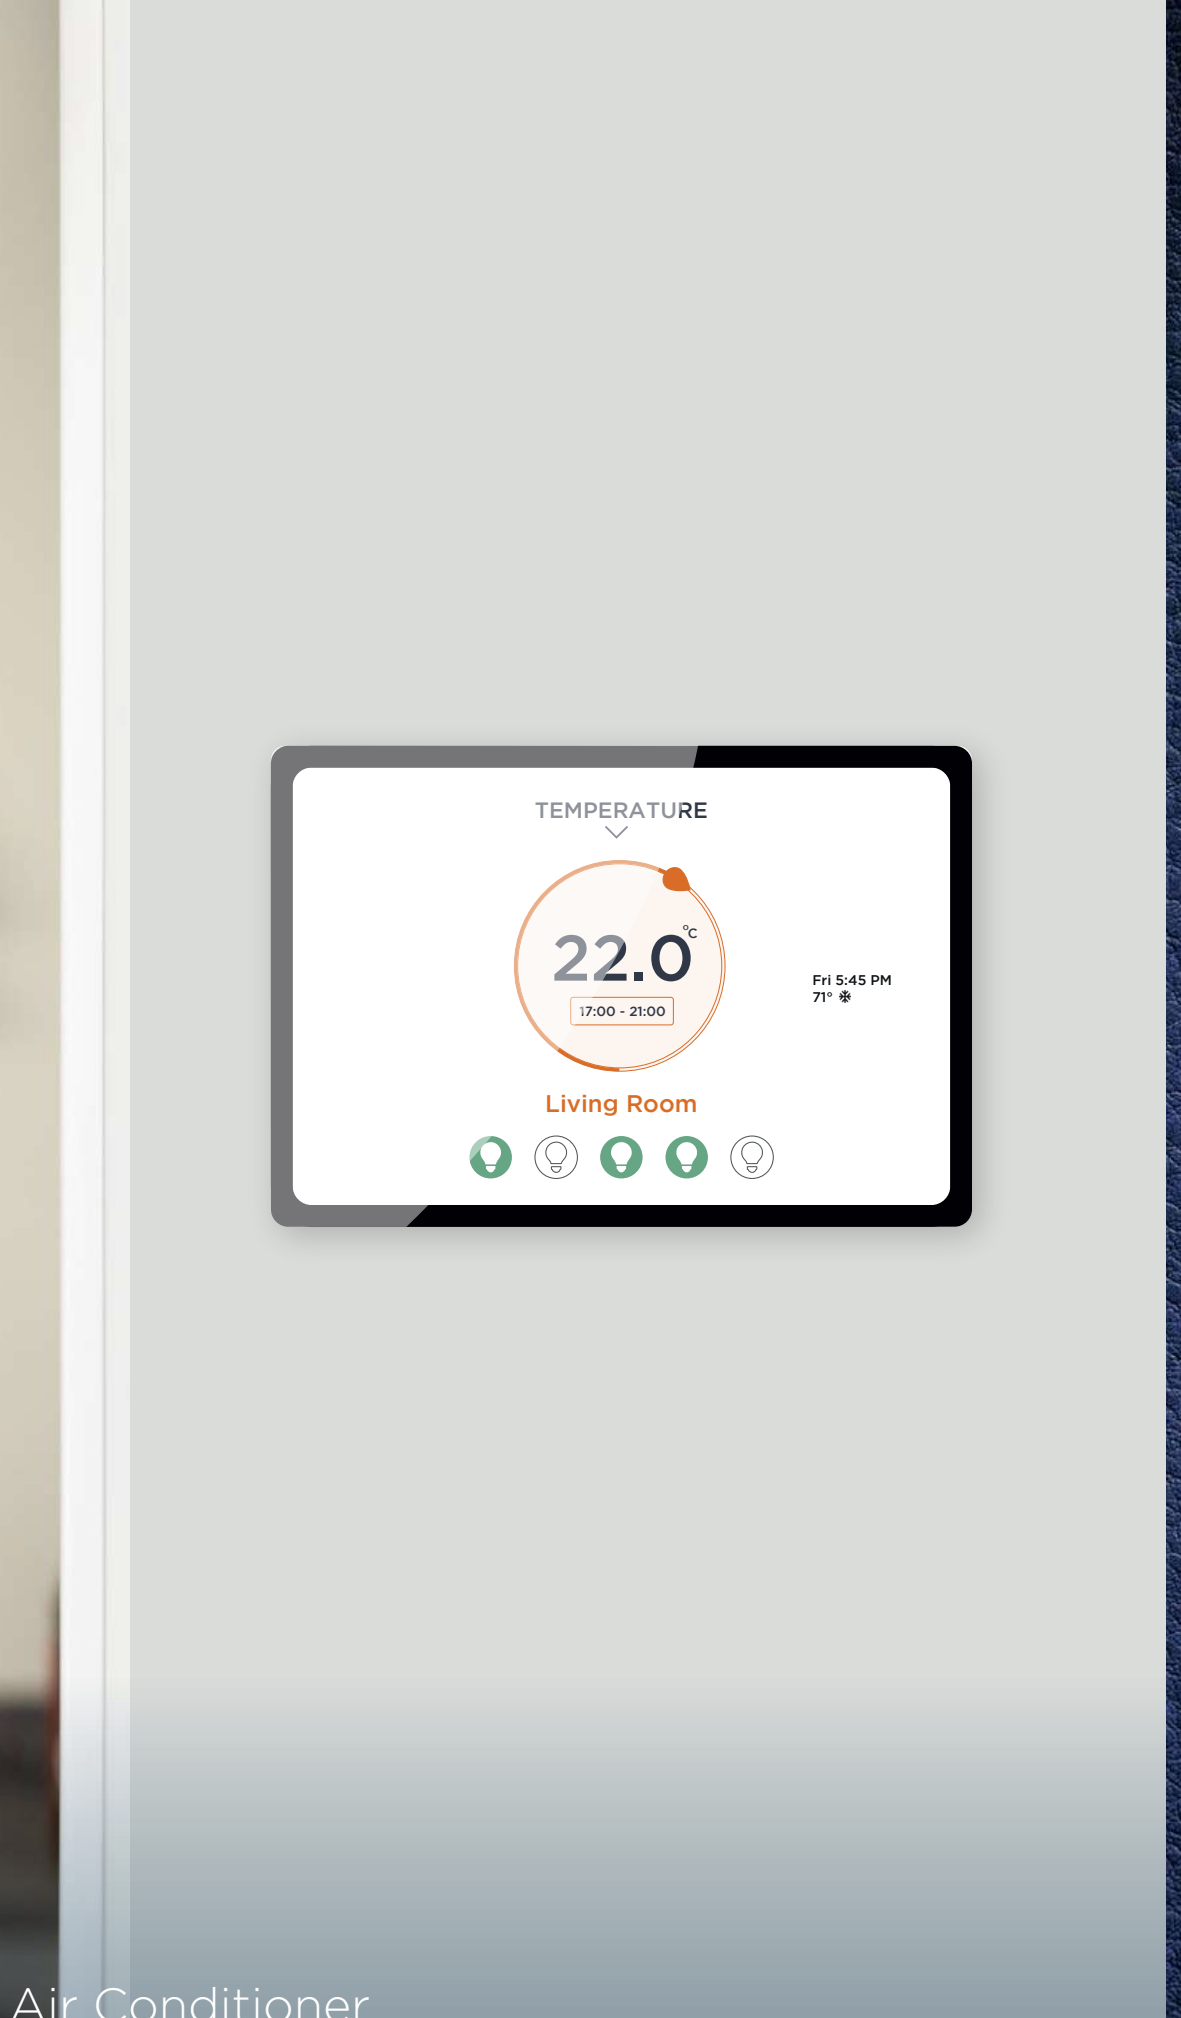 TEMPERATURE
22.0
°C
17:00 - 21:00
Fri 5:45 PM
71°
Living Room
Air Conditioner